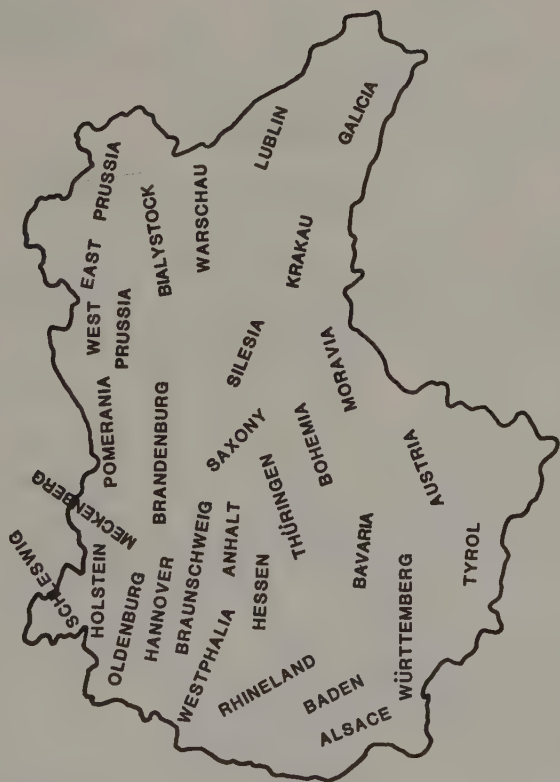 SCHLESWIG
HOLSTEIN
MECKENBERG
POMERANIA
WEST
PRUSSIA
EAST PRUSSIA
OLDENBURG
HANNOVER
BRANDENBURG
BIALYSTOCK
BRAUNSCHWEIG
WARSCHAU
WESTPHALIA
ANHALT
SAXONY
SILESIA
LUBLIN
HESSEN
THÜRINGEN
KRAKAU
RHINELAND
BOHEMIA
MORAVIA
GALICIA
BADEN
BAVARIA
ALSACE
WÜRTTEMBERG
AUSTRIA
TYROL